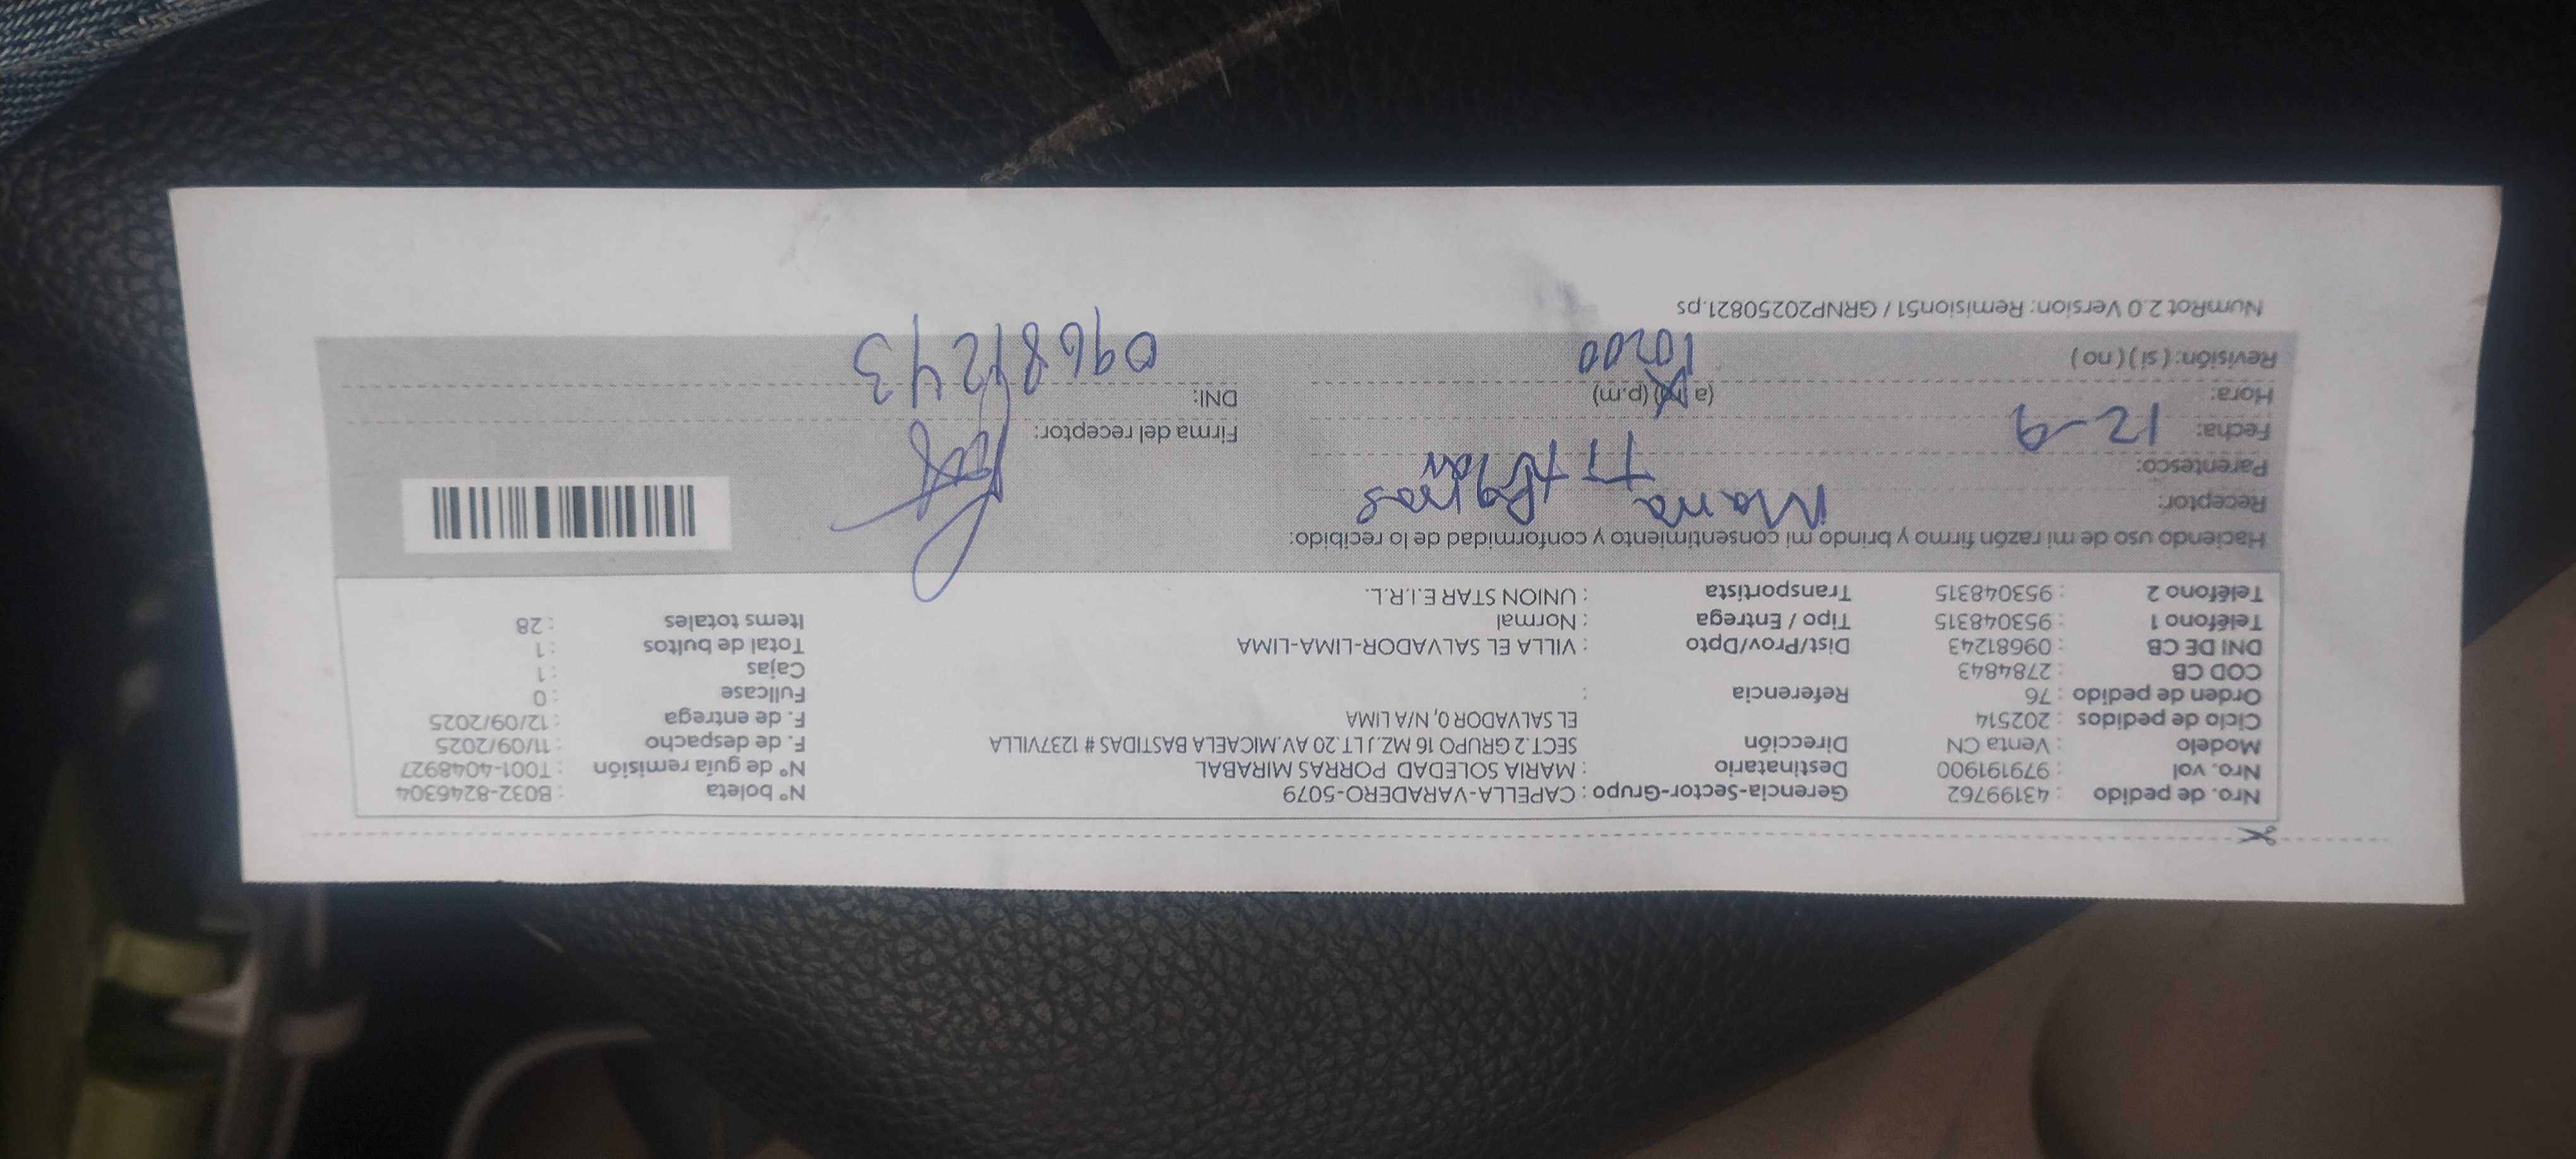 Nro. de pedido : 43199762 Gerencia-Sector-Grupo : CAPELLA-VARADERO-5079 N° boleta : B032-8246304
Nro. vol : 979191900 Destinatario : MARIA SOLEDAD PORRAS MIRABAL N° de guía remisión : T001-4048927
Modelo : Venta CN Dirección SECT.2 GRUPO 16 MZ.J LT.20 AV.MICAELA BASTIDAS # 1237VILLA F. de despacho : 11/09/2025
Ciclo de pedidos : 202514 EL SALVADOR 0, N/A LIMA F. de entrega : 12/09/2025
Orden de pedido : 76 Referencia : Fullcase : 0
COD CB : 2784843 Cajas : 1
DNI DE CB : 09681243 Dist/Prov/Dpto : VILLA EL SALVADOR-LIMA-LIMA Total de bultos : 1
Teléfono 1 : 953048315 Tipo / Entrega : Normal Items totales : 28
Teléfono 2 : 953048315 Transportista : UNION STAR E.I.R.L.
Haciendo uso de mi razón firmo y brindo mi consentimiento y conformidad de lo recibido:
Receptor: Maria Porras
Parentesco: Titular
Fecha: 12-9 Firma del receptor:
Hora: (a.m) (p.m) DNI:
Revisión: ( si ) ( no ) 10:00 09681243
NumRot 2.0 Version: Remision51 / GRNP20250821.ps